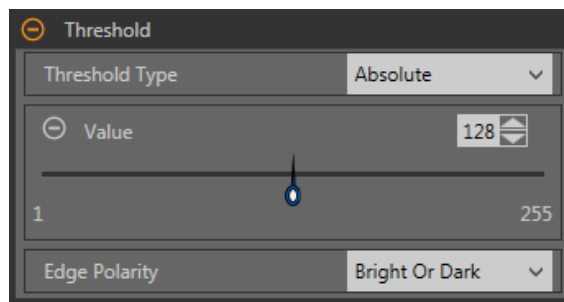 Threshold
Threshold Type Absolute
Value 128
1 255
Edge Polarity Bright Or Dark